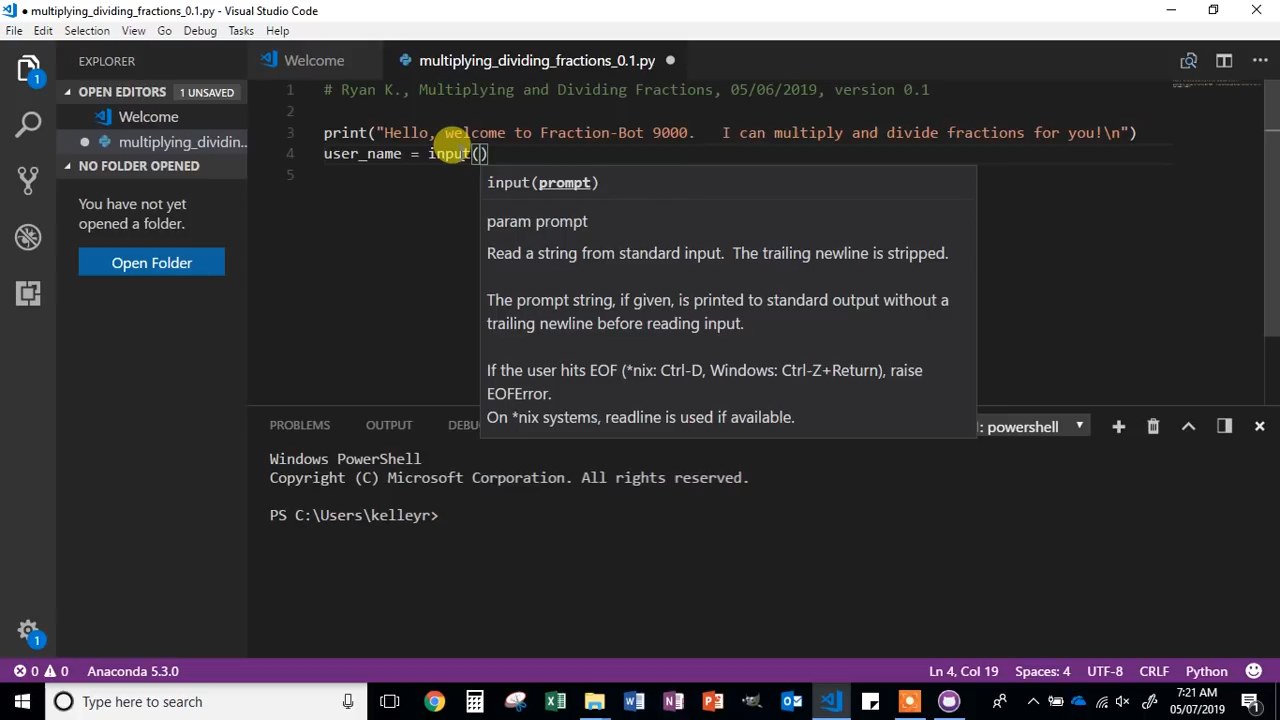 ● multiplying_dividing_fractions_0.1.py - Visual Studio Code
File Edit Selection View Go Debug Tasks Help
EXPLORER
OPEN EDITORS 1 UNSAVED
Welcome
● multiplying_dividin...
NO FOLDER OPENED
You have not yet
opened a folder.
Open Folder
1
1
Welcome
multiplying_dividing_fractions_0.1.py ●
1 # Ryan K., Multiplying and Dividing Fractions, 05/06/2019, version 0.1
2
3 print("Hello, welcome to Fraction-Bot 9000.   I can multiply and divide fractions for you!\n")
4 user_name = input()
5
input(prompt)
param prompt
Read a string from standard input.  The trailing newline is stripped.
The prompt string, if given, is printed to standard output without a
trailing newline before reading input.
If the user hits EOF (*nix: Ctrl-D, Windows: Ctrl-Z+Return), raise
EOFError.
On *nix systems, readline is used if available.
PROBLEMS OUTPUT DEBU : powershell
Windows PowerShell
Copyright (C) Microsoft Corporation. All rights reserved.
PS C:\Users\kelleyr>
0 0 Anaconda 5.3.0 Ln 4, Col 19 Spaces: 4 UTF-8 CRLF Python
Type here to search
7:21 AM
05/07/2019